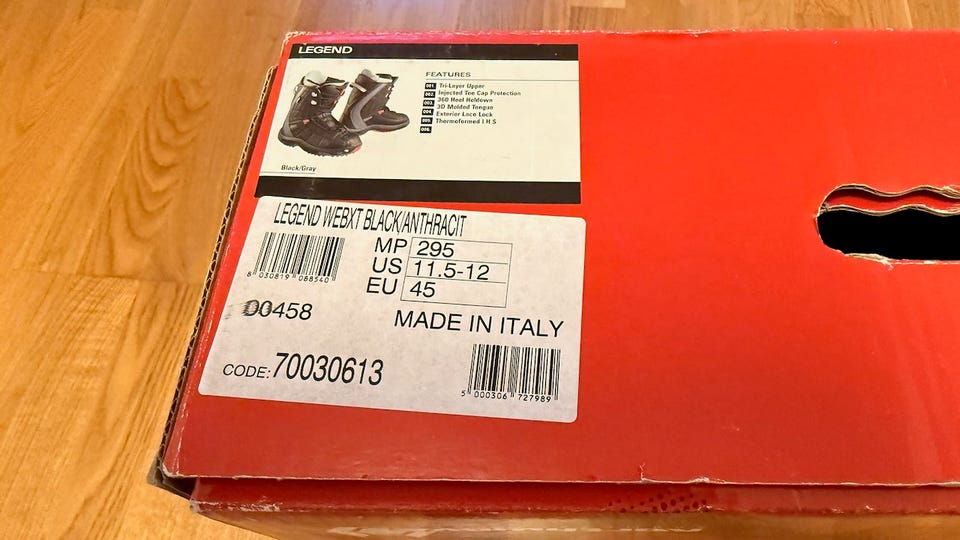 LEGEND
FEATURES
001 Tri-Layer Upper
002 Injected Toe Cap Protection
003 360 Heel Holdown
004 3D Molded Tongue
005 Exterior Lace Lock
006 Thermoformed I H S
Black/Gray
LEGEND WEBXT BLACK/ANTHRACIT
MP 295
US 11.5-12
EU 45
8 030819 088540
00458
MADE IN ITALY
CODE: 70030613
5 000306 727989